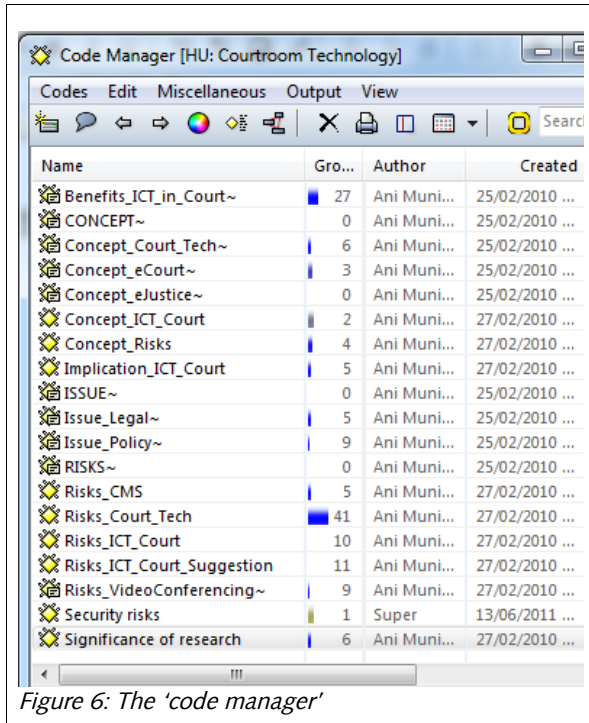 Code Manager [HU: Courtroom Technology]
Codes Edit Miscellaneous Output View
Searc
Name Gro... Author Created
Benefits_ICT_in_Court~ 27 Ani Muni... 25/02/2010 ...
CONCEPT~ 0 Ani Muni... 25/02/2010 ...
Concept_Court_Tech~ 6 Ani Muni... 25/02/2010 ...
Concept_eCourt~ 3 Ani Muni... 25/02/2010 ...
Concept_eJustice~ 0 Ani Muni... 25/02/2010 ...
Concept_ICT_Court 2 Ani Muni... 27/02/2010 ...
Concept_Risks 4 Ani Muni... 27/02/2010 ...
Implication_ICT_Court 5 Ani Muni... 27/02/2010 ...
ISSUE~ 0 Ani Muni... 25/02/2010 ...
Issue_Legal~ 5 Ani Muni... 25/02/2010 ...
Issue_Policy~ 9 Ani Muni... 25/02/2010 ...
RISKS~ 0 Ani Muni... 25/02/2010 ...
Risks_CMS 5 Ani Muni... 27/02/2010 ...
Risks_Court_Tech 41 Ani Muni... 27/02/2010 ...
Risks_ICT_Court 10 Ani Muni... 27/02/2010 ...
Risks_ICT_Court_Suggestion 11 Ani Muni... 27/02/2010 ...
Risks_VideoConferencing~ 9 Ani Muni... 27/02/2010 ...
Security risks 1 Super 13/06/2011 ...
Significance of research 6 Ani Muni... 27/02/2010 ...
Figure 6: The ‘code manager’